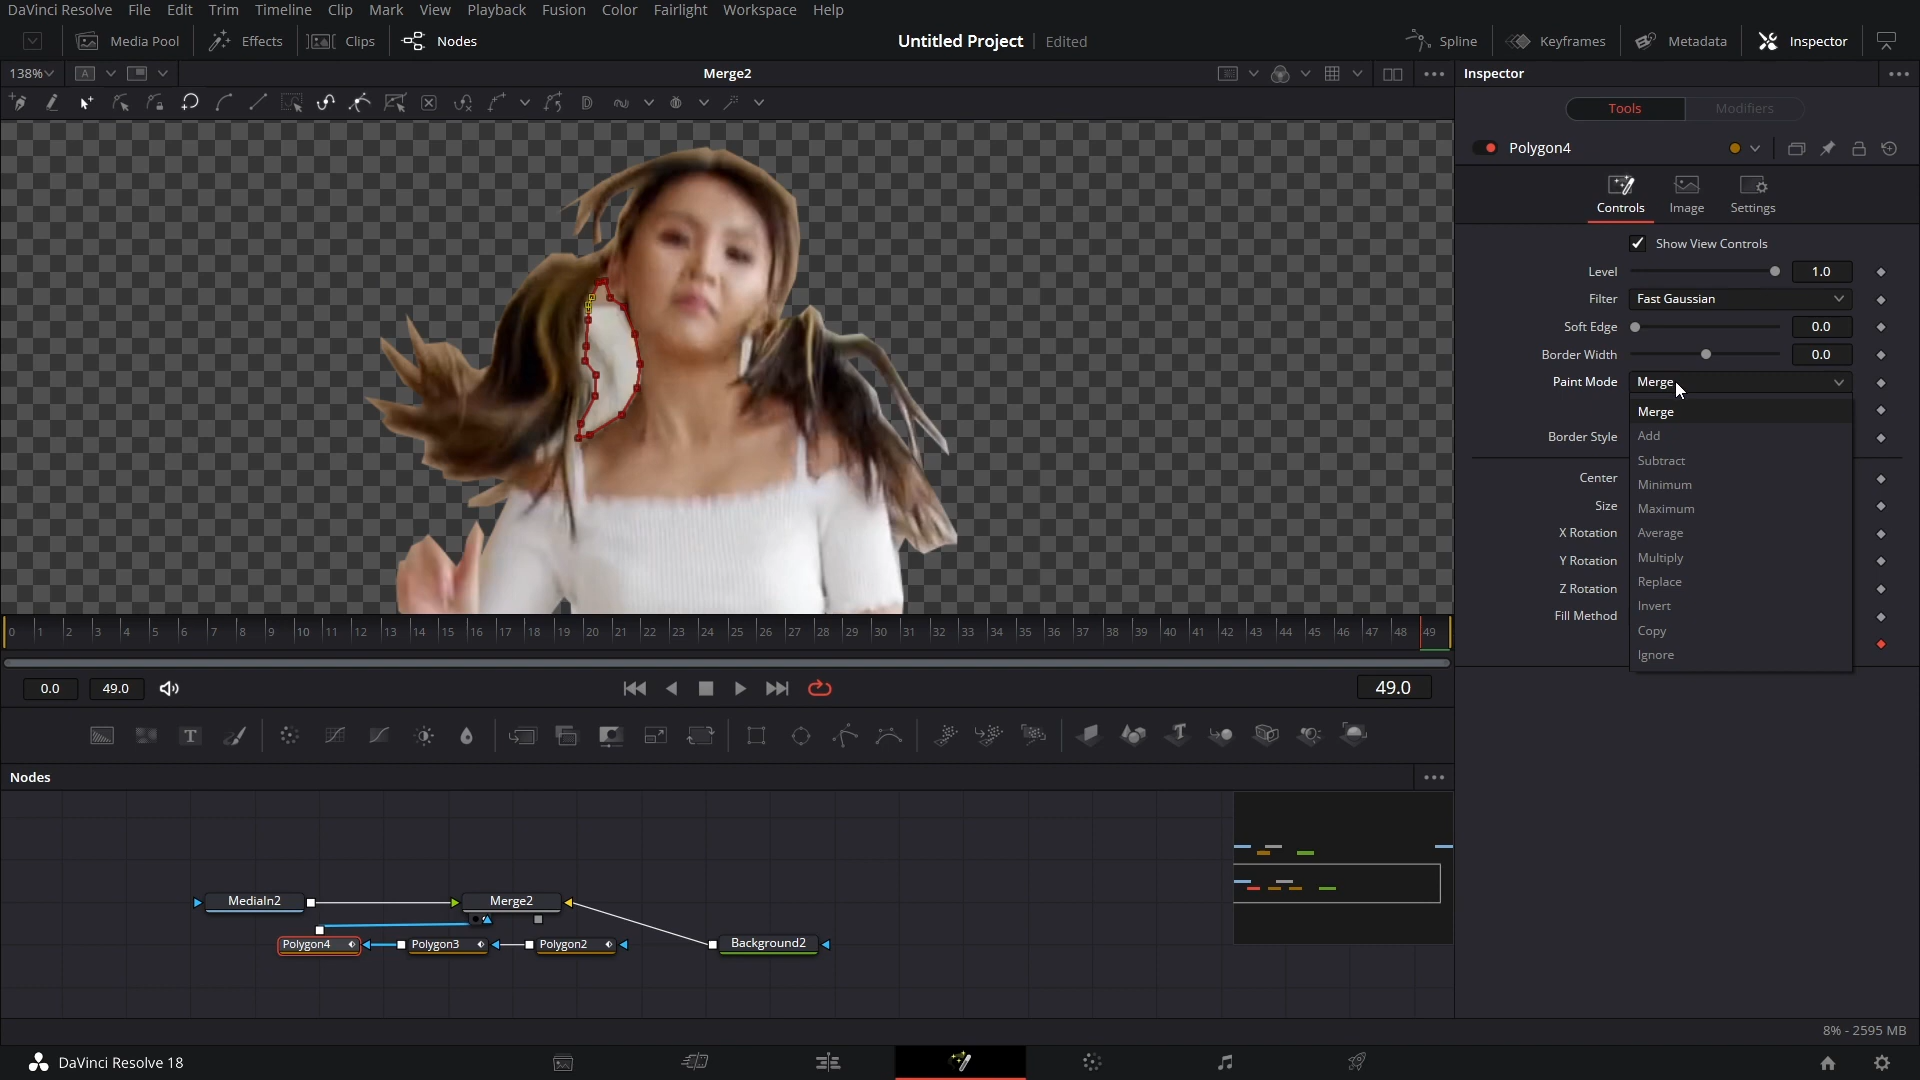 DaVinci Resolve File Edit Trim Timeline Clip Mark View Playback Fusion Color Fairlight Workspace Help
Media Pool Effects Clips Nodes Untitled Project Edited Spline Keyframes Metadata Inspector
138% A Merge2 Inspector
D
Tools Modifiers
Polygon4
Controls Image Settings
Show View Controls
Level 1.0
Filter Fast Gaussian
Soft Edge 0.0
Border Width 0.0
Paint Mode Merge
Merge
Add
Border Style
Subtract
Center
Minimum
Size
Maximum
X Rotation Average
Y Rotation Multiply
Z Rotation Replace
Invert
Fill Method
Copy
Ignore
0 1 2 3 4 5 6 7 8 9 10 11 12 13 14 15 16 17 18 19 20 21 22 23 24 25 26 27 28 29 30 31 32 33 34 35 36 37 38 39 40 41 42 43 44 45 46 47 48 49
0.0 49.0 49.0
T T
Nodes
MediaIn2 Merge2
Polygon4 Polygon3 Polygon2 Background2
8% - 2595 MB
DaVinci Resolve 18